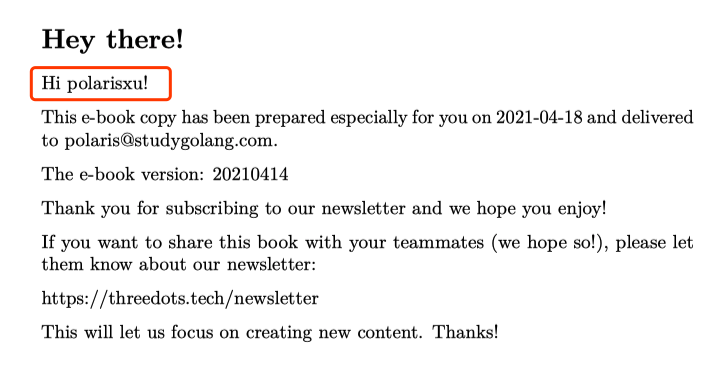 Hey there!
Hi polarisxu!
This e-book copy has been prepared especially for you on 2021-04-18 and delivered
to polaris@studygolang.com.
The e-book version: 20210414
Thank you for subscribing to our newsletter and we hope you enjoy!
If you want to share this book with your teammates (we hope so!), please let
them know about our newsletter:
https://threedots.tech/newsletter
This will let us focus on creating new content. Thanks!